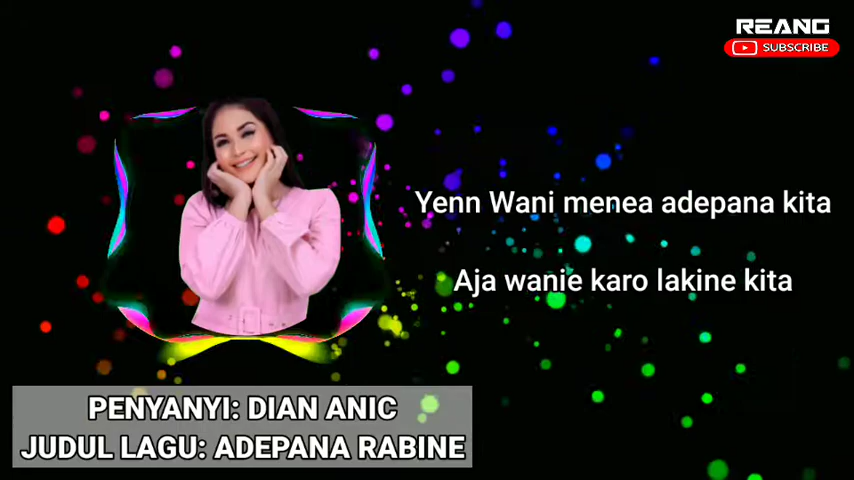 REANG
SUBSCRIBE
Yenn Wani menea adepana kita
Aja wanie karo lakine kita
PENYANYI: DIAN ANIC
JUDUL LAGU: ADEPANA RABINE